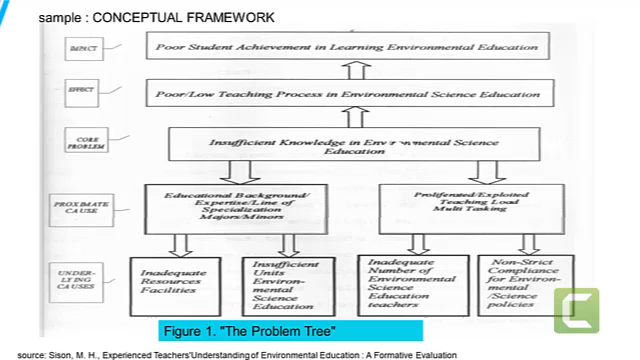 sample : CONCEPTUAL FRAMEWORK
IMPACT
Poor Student Achievement in Learning Environmental Education
EFFECT
Poor/Low Teaching Process in Environmental Science Education
CORE
PROBLEM
Insufficient Knowledge in Environmental Science
Education
PROXIMATE
CAUSE
Educational Background/
Expertise/Line of
Specialization
Majors/Minors
Proliferated/Exploited
Teaching Load
Multi Tasking
UNDER-
LYING
CAUSES
Inadequate
Resources
Facilities
Insufficient
Units
Environ-
mental
Science
Education
Inadequate
Number of
Environmental
Science
Education
teachers
Non-Strict
Compliance
for Environ-
mental
/Science
policies
Figure 1. "The Problem Tree"
source: Sison, M. H., Experienced Teachers'Understanding of Environmental Education : A Formative Evaluation